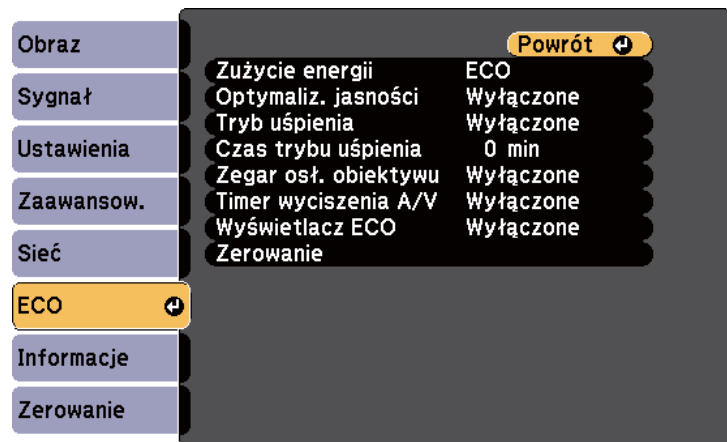 Obraz
Sygnał
Ustawienia
Zaawansow.
Sieć
ECO
Informacje
Zerowanie
Powrót
Zużycie energii ECO
Optymaliz. jasności Wyłączone
Tryb uśpienia Wyłączone
Czas trybu uśpienia 0 min
Zegar osł. obiektywu Wyłączone
Timer wyciszenia A/V Wyłączone
Wyświetlacz ECO Wyłączone
Zerowanie